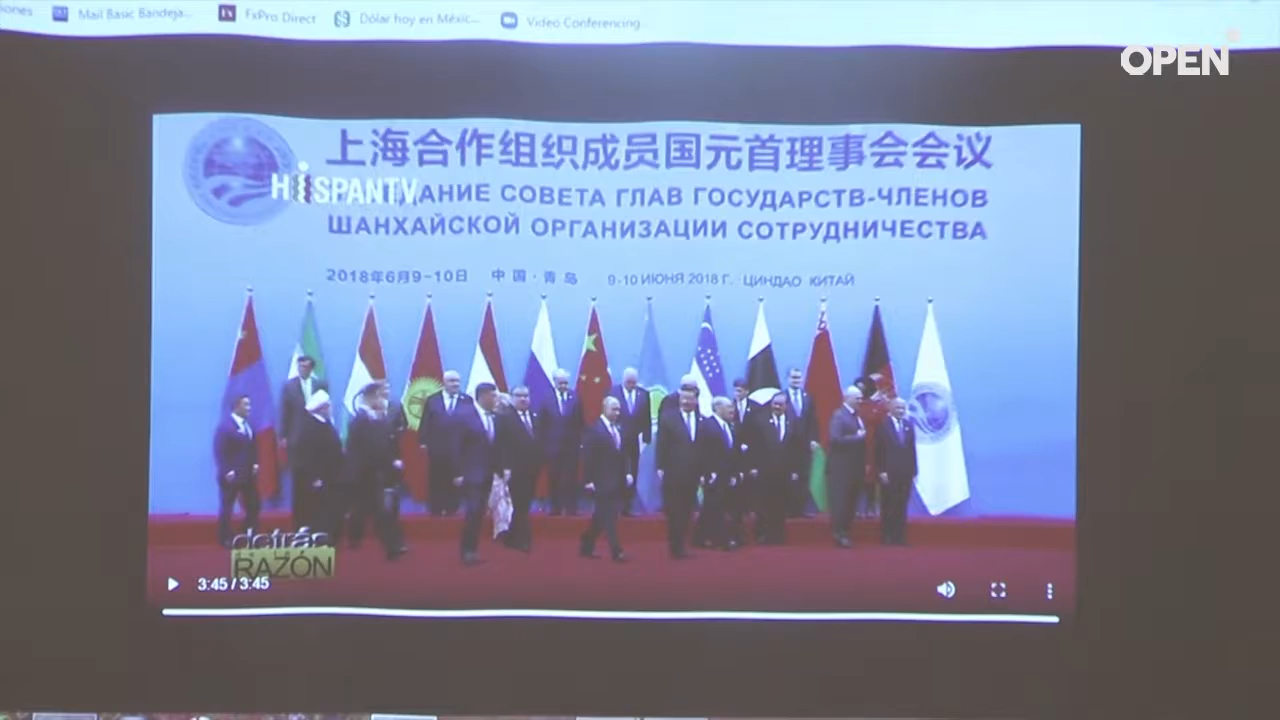 iones
Mail Basic Bandeja...
FxPro Direct
Dólar hoy en Méxic...
Video Conferencing
OPEN
上海合作组织成员国元首理事会会议
HISPANTV
ДАНИЕ СОВЕТА ГЛАВ ГОСУДАРСТВ-ЧЛЕНОВ
ШАНХАЙСКОЙ ОРГАНИЗАЦИИ СОТРУДНИЧЕСТВА
2018年6月9-10日 中国·青岛 9-10 ИЮНЯ 2018 Г. ЦИНДАО КИТАЙ
detrás
RAZÓN
3:45 / 3:45